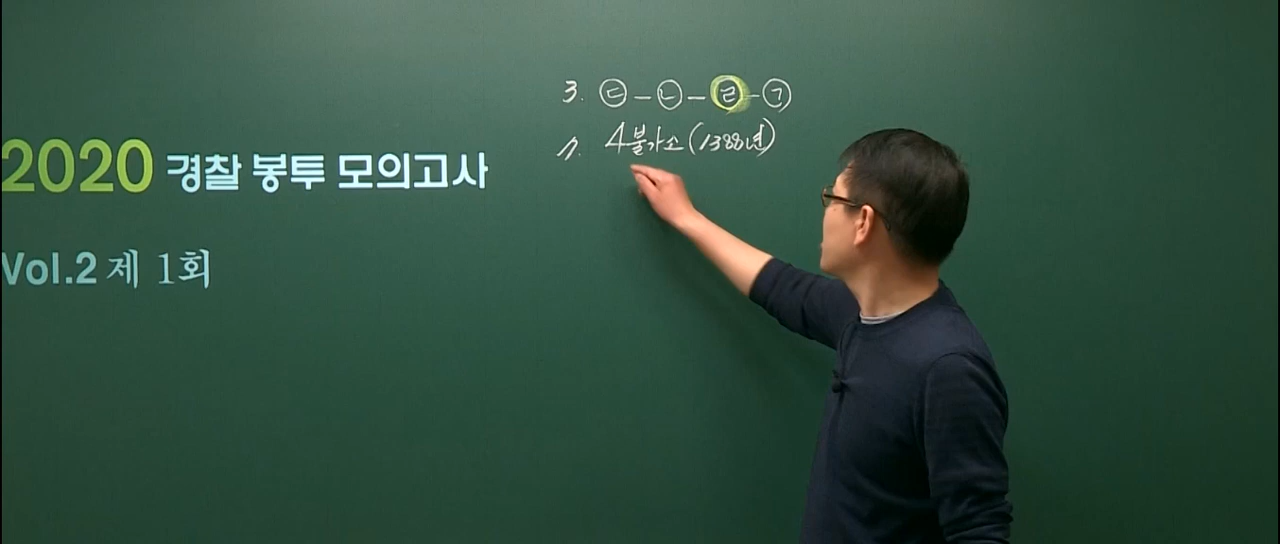 2020 경찰 봉투 모의고사
Vol.2 제 1회
3. ㄷ - ㄴ - ㄹ - ㄱ
7. 4불가소(1388년)